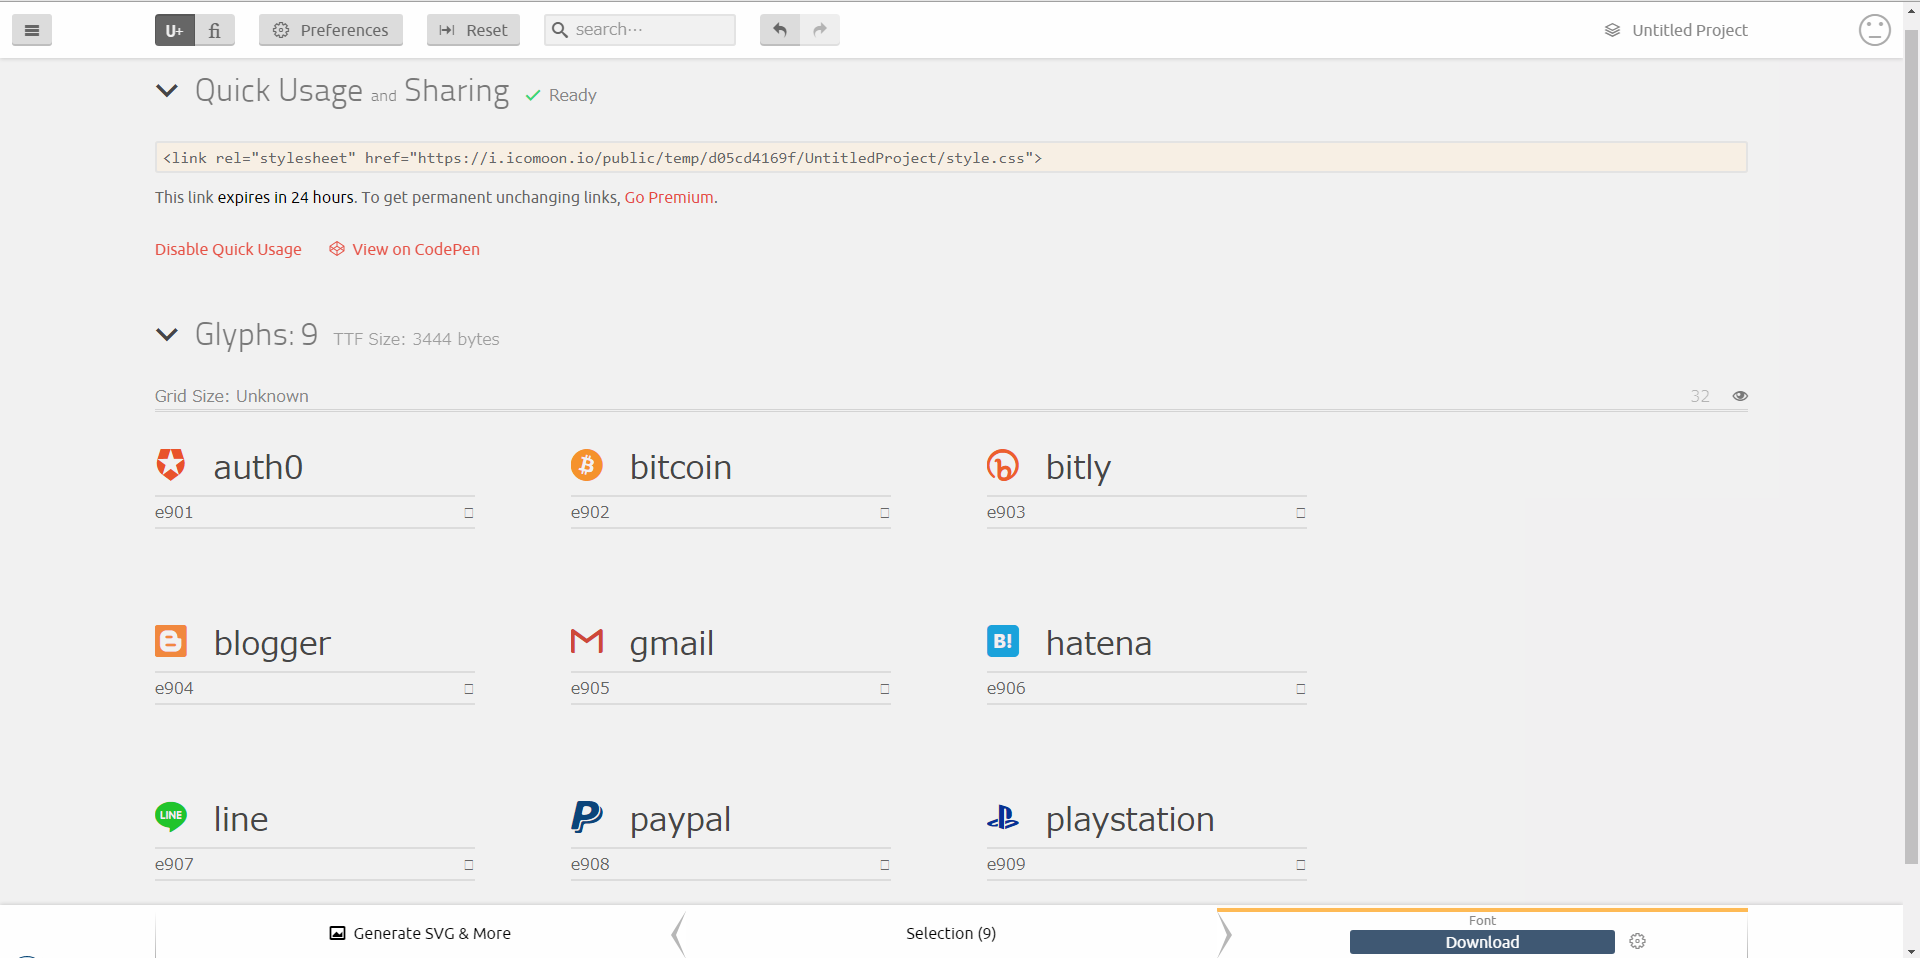 U+ fi Preferences Reset search... Untitled Project
Quick Usage and Sharing Ready
<link rel="stylesheet" href="https://i.icomoon.io/public/temp/d05cd4169f/UntitledProject/style.css">
This link expires in 24 hours. To get permanent unchanging links, Go Premium.
Disable Quick Usage View on CodePen
Glyphs: 9 TTF Size: 3444 bytes
Grid Size: Unknown 32
auth0 bitcoin bitly
e901 e902 e903
blogger gmail B! hatena
e904 e905 e906
LINE line paypal playstation
e907 e908 e909
Font
Generate SVG & More Selection (9) Download